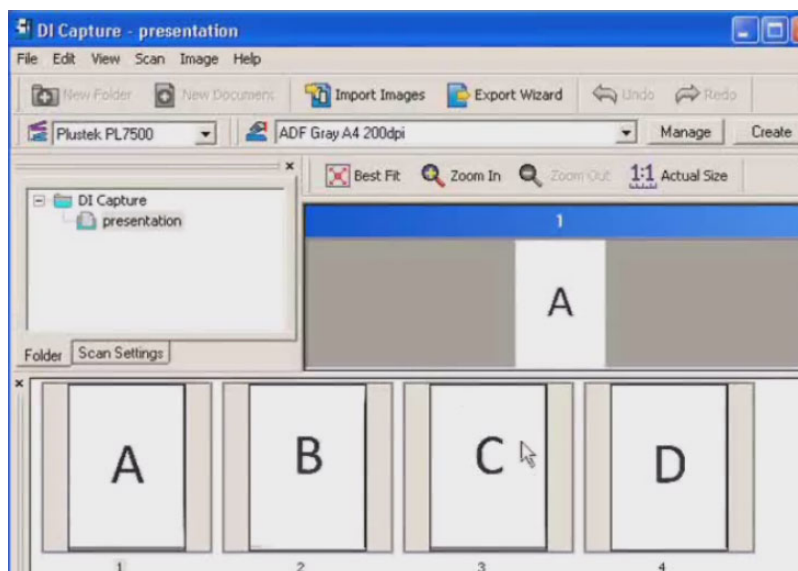 DI Capture - presentation
File Edit View Scan Image Help
New Folder New Document Import Images Export Wizard Undo Redo
Plustek PL7500 ADF Gray A4 200dpi Manage Create
× Best Fit Zoom In Zoom Out 1:1 Actual Size
DI Capture
presentation
1
A
Folder Scan Settings
×
A B C D
1 2 3 4